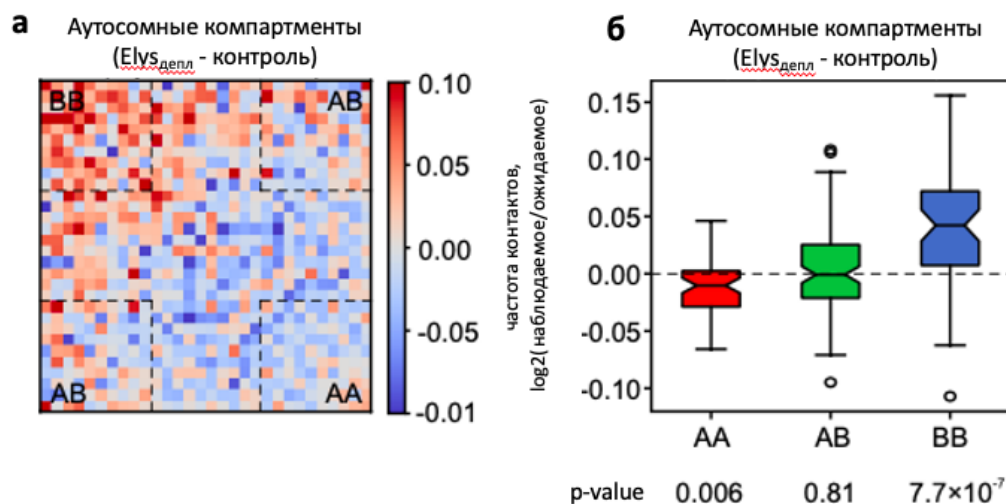 а
Аутосомные компартменты
(Elysдепл - контроль)
BB
AB
AB
AA
0.10
0.05
0.00
-0.05
-0.01
б
Аутосомные компартменты
(Elysдепл - контроль)
частота контактов,
log2(наблюдаемое/ожидаемое)
0.15
0.10
0.05
0.00
-0.05
-0.10
AA
AB
BB
p-value 0.006 0.81 7.7×10⁻⁷